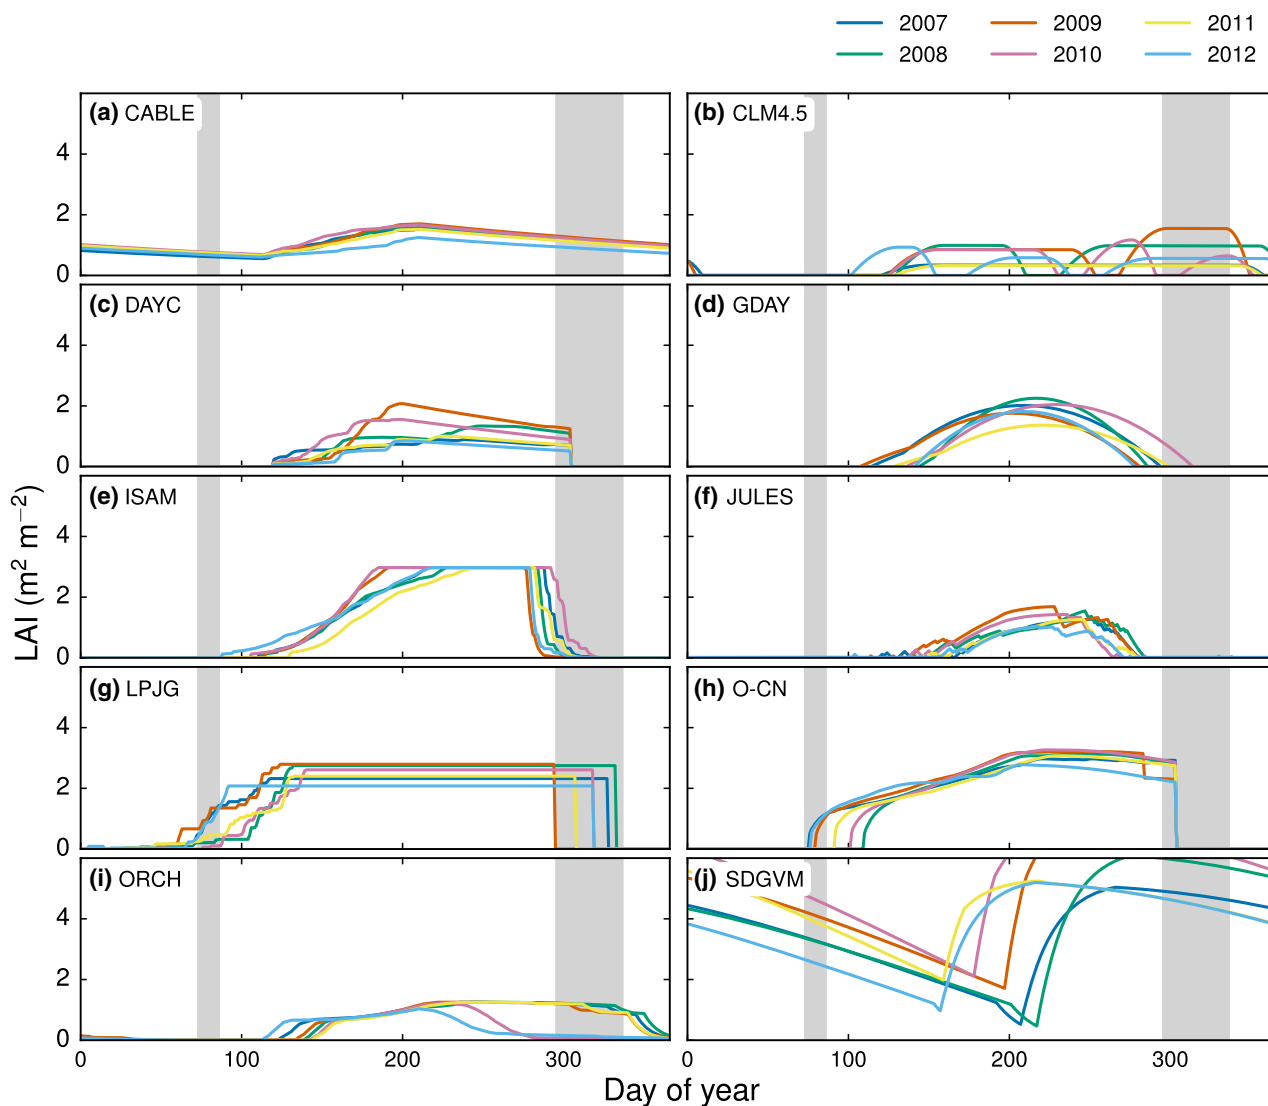 2007 2009 2011
2008 2010 2012
(a) CABLE
(b) CLM4.5
4
2
0
(c) DAYC
(d) GDAY
4
2
0
(e) ISAM
(f) JULES
4
2
0
(g) LPJG
(h) O-CN
4
2
0
(i) ORCH
(j) SDGVM
4
2
0
LAI (m² m⁻²)
0 100 200 300 100 200 300
Day of year